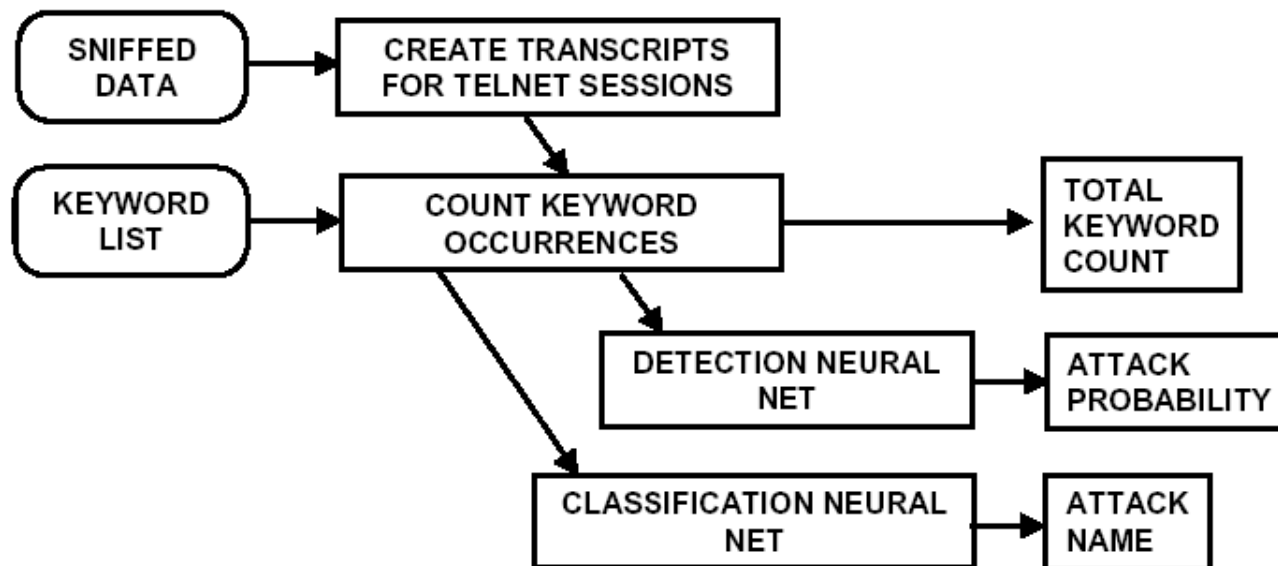 SNIFFED
DATA
CREATE TRANSCRIPTS
FOR TELNET SESSIONS
KEYWORD
LIST
COUNT KEYWORD
OCCURRENCES
TOTAL
KEYWORD
COUNT
DETECTION NEURAL
NET
ATTACK
PROBABILITY
CLASSIFICATION NEURAL
NET
ATTACK
NAME